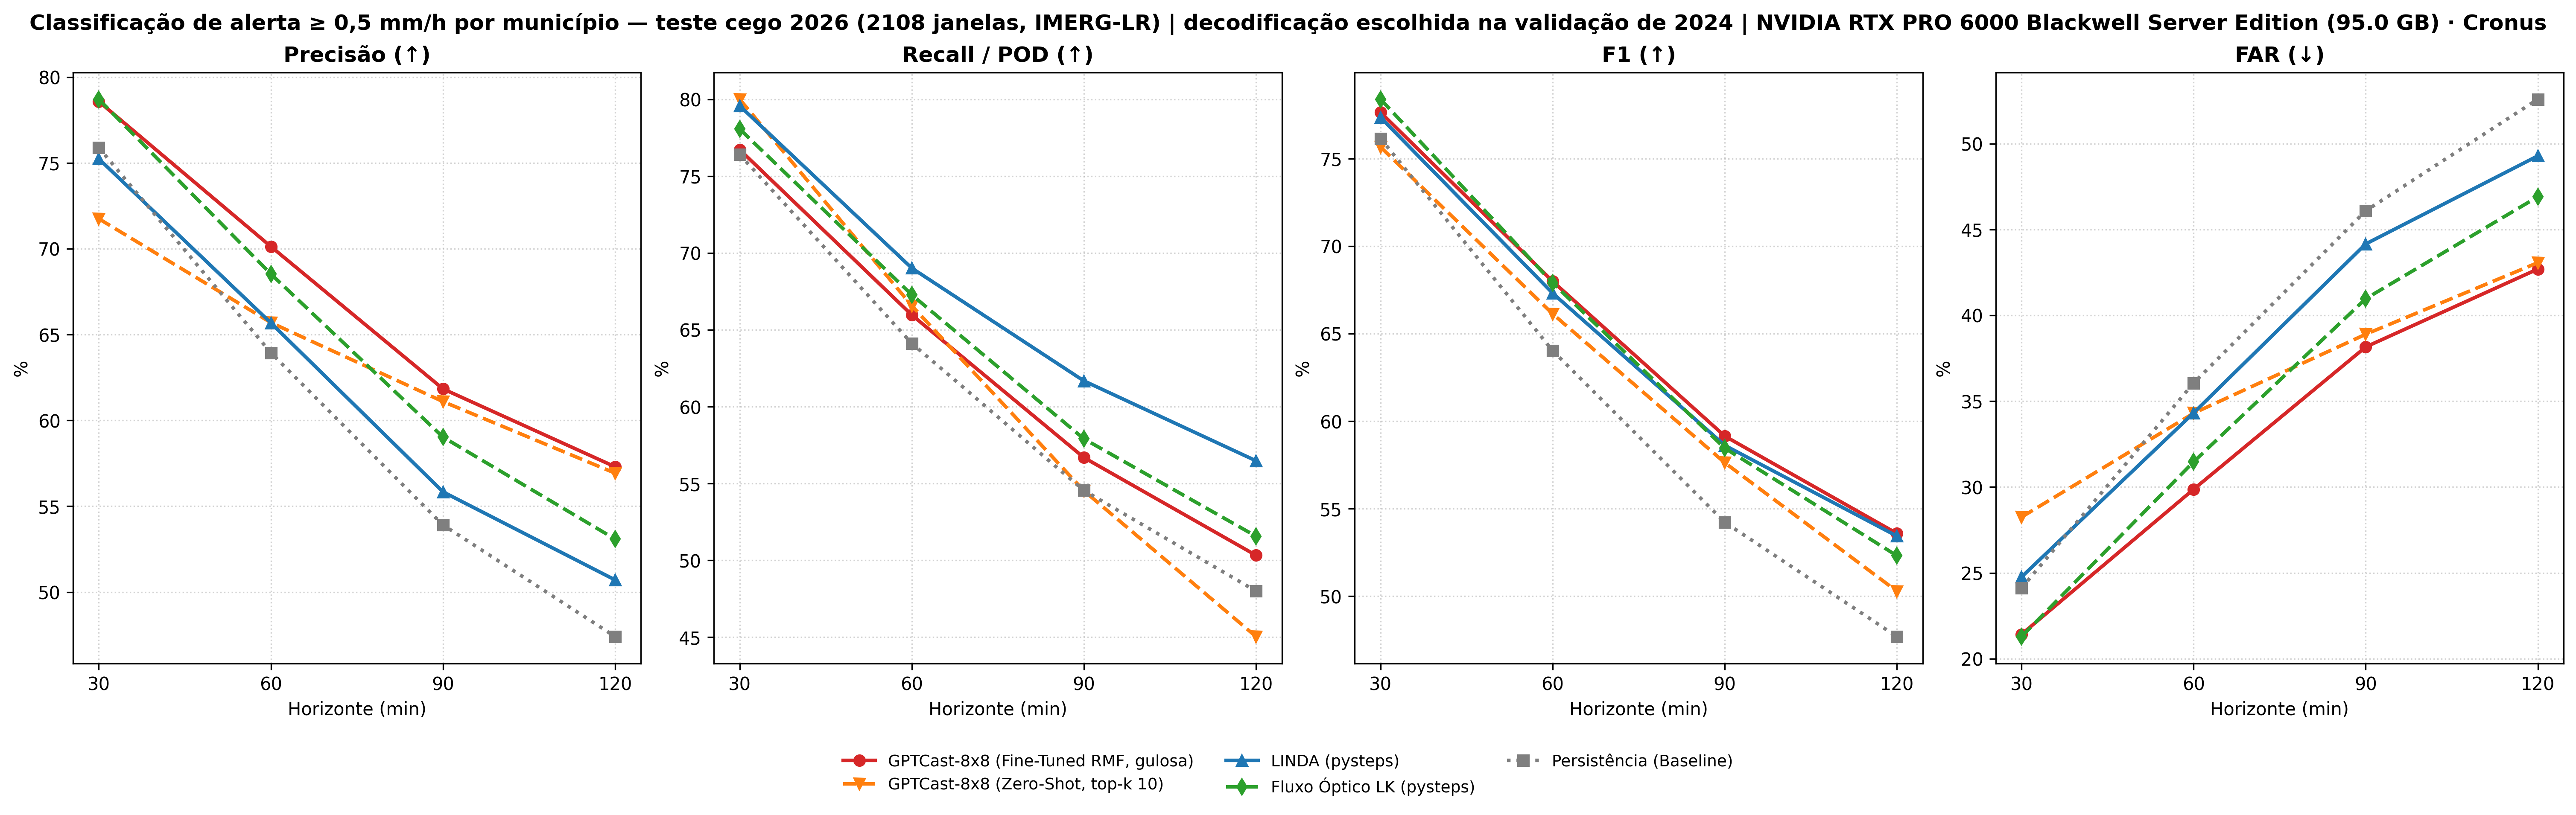 Classificação de alerta ≥ 0,5 mm/h por município — teste cego 2026 (2108 janelas, IMERG-LR) | decodificação escolhida na validação de 2024 | NVIDIA RTX PRO 6000 Blackwell Server Edition (95.0 GB) · Cronus
Precisão (↑)
80
75
70
65
60
55
50
%
30 60 90 120
Horizonte (min)
Recall / POD (↑)
80
75
70
65
60
55
50
45
%
30 60 90 120
Horizonte (min)
F1 (↑)
75
70
65
60
55
50
%
30 60 90 120
Horizonte (min)
FAR (↓)
50
45
40
35
30
25
20
%
30 60 90 120
Horizonte (min)
GPTCast-8x8 (Fine-Tuned RMF, gulosa)
GPTCast-8x8 (Zero-Shot, top-k 10)
LINDA (pysteps)
Fluxo Óptico LK (pysteps)
Persistência (Baseline)